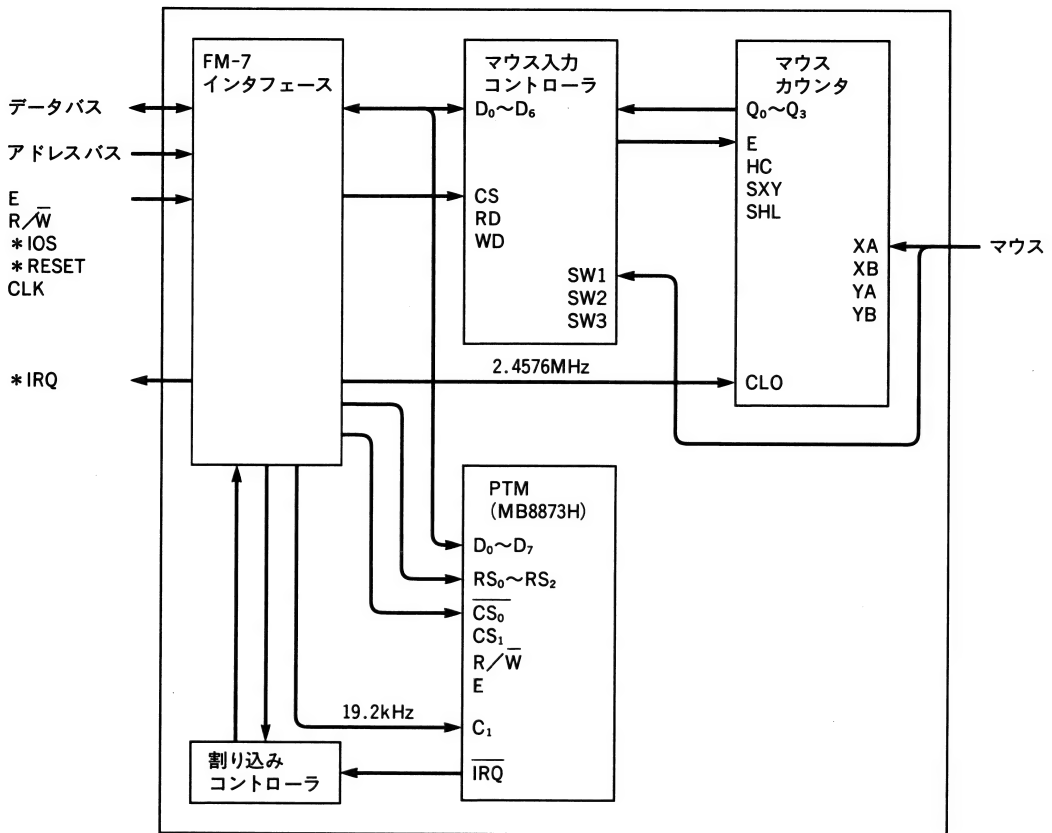 データバス
アドレスバス
E
R/W̅
*IOS
*RESET
CLK
*IRQ
FM-7
インタフェース
マウス入力
コントローラ
D₀～D₆
CS
RD
WD
SW1
SW2
SW3
マウス
カウンタ
Q₀～Q₃
E
HC
SXY
SHL
XA
XB
YA
YB
CLO
マウス
2.4576MHz
PTM
(MB8873H)
D₀～D₇
RS₀～RS₂
C̅S̅₀̅
CS₁
R/W̅
E
C₁
I̅R̅Q̅
19.2kHz
割り込み
コントローラ